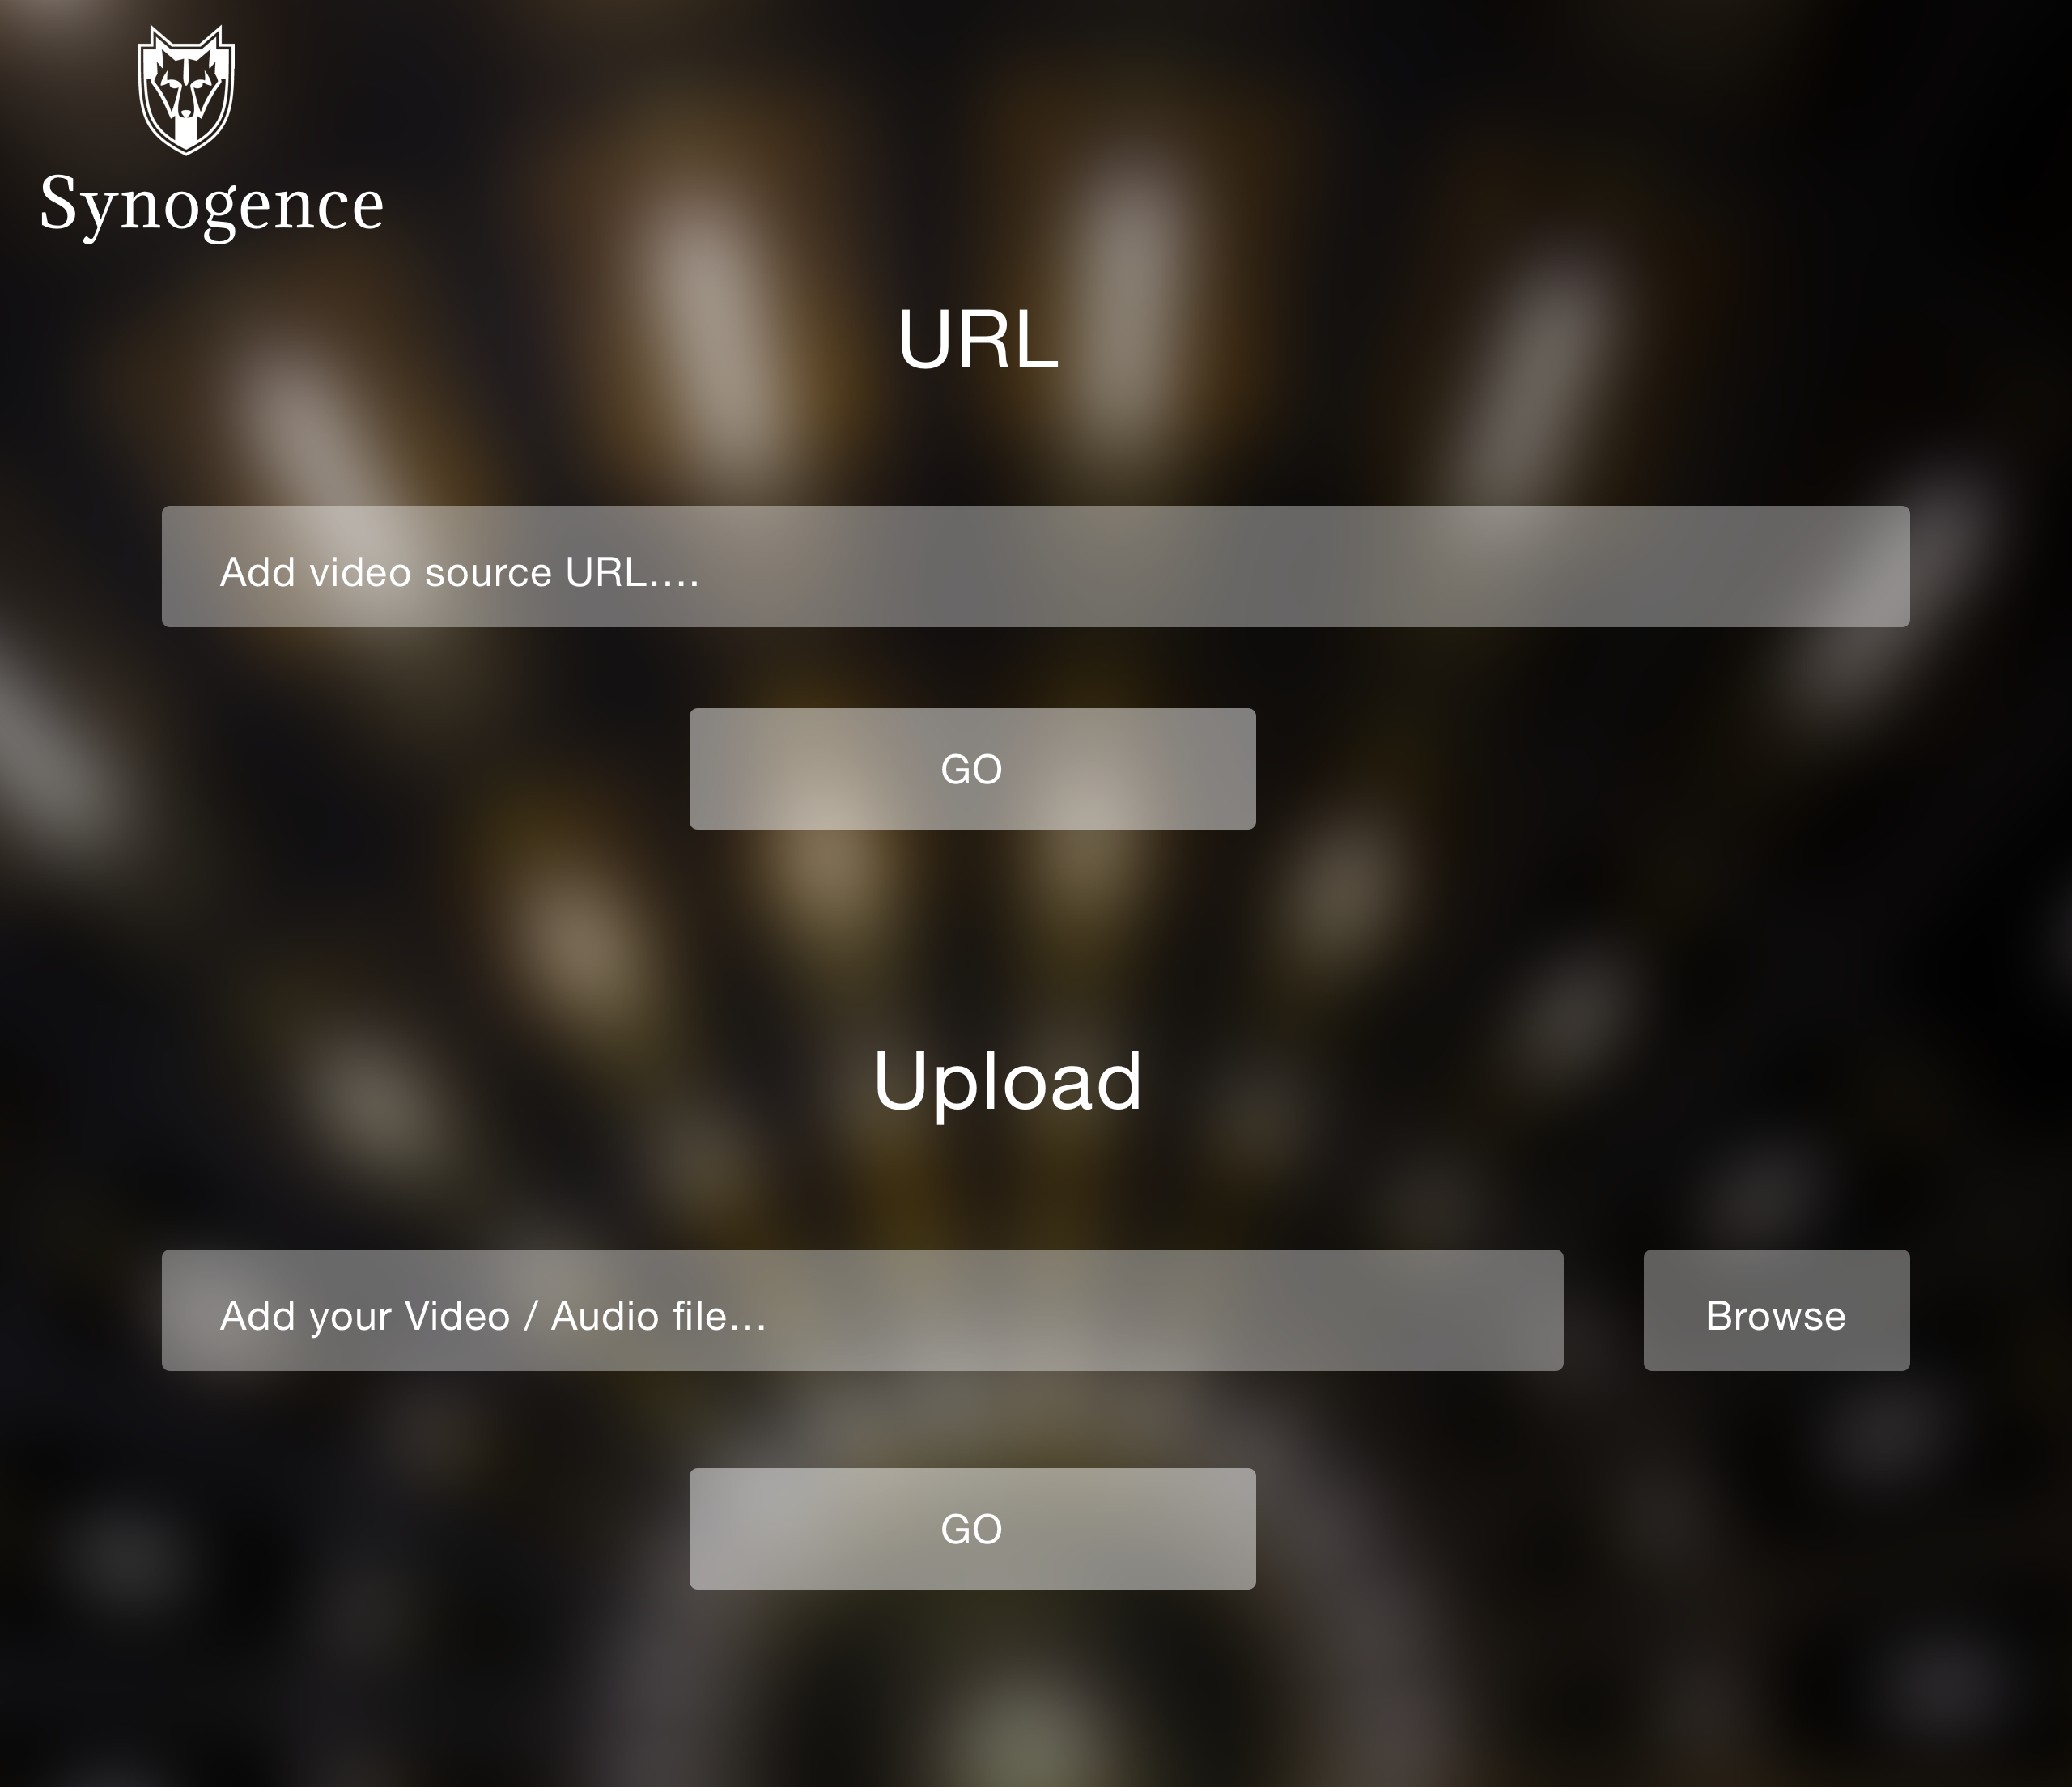 Synogence
URL
Add video source URL....
GO
Upload
Add your Video / Audio file...
Browse
GO